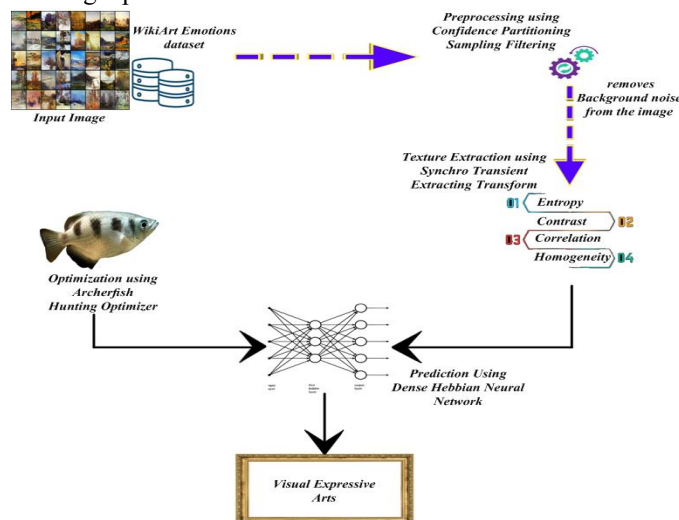 WikiArt Emotions
dataset
Input Image
Preprocessing using
Confidence Partitioning
Sampling Filtering
removes
Background noise
from the image
Texture Extraction using
Synchro Transient
Extracting Transform
01 Entropy
Contrast 02
03 Correlation
Homogeneity 04
Optimization using
Archerfish
Hunting Optimizer
Prediction Using
Dense Hebbian Neural
Network
Visual Expressive
Arts